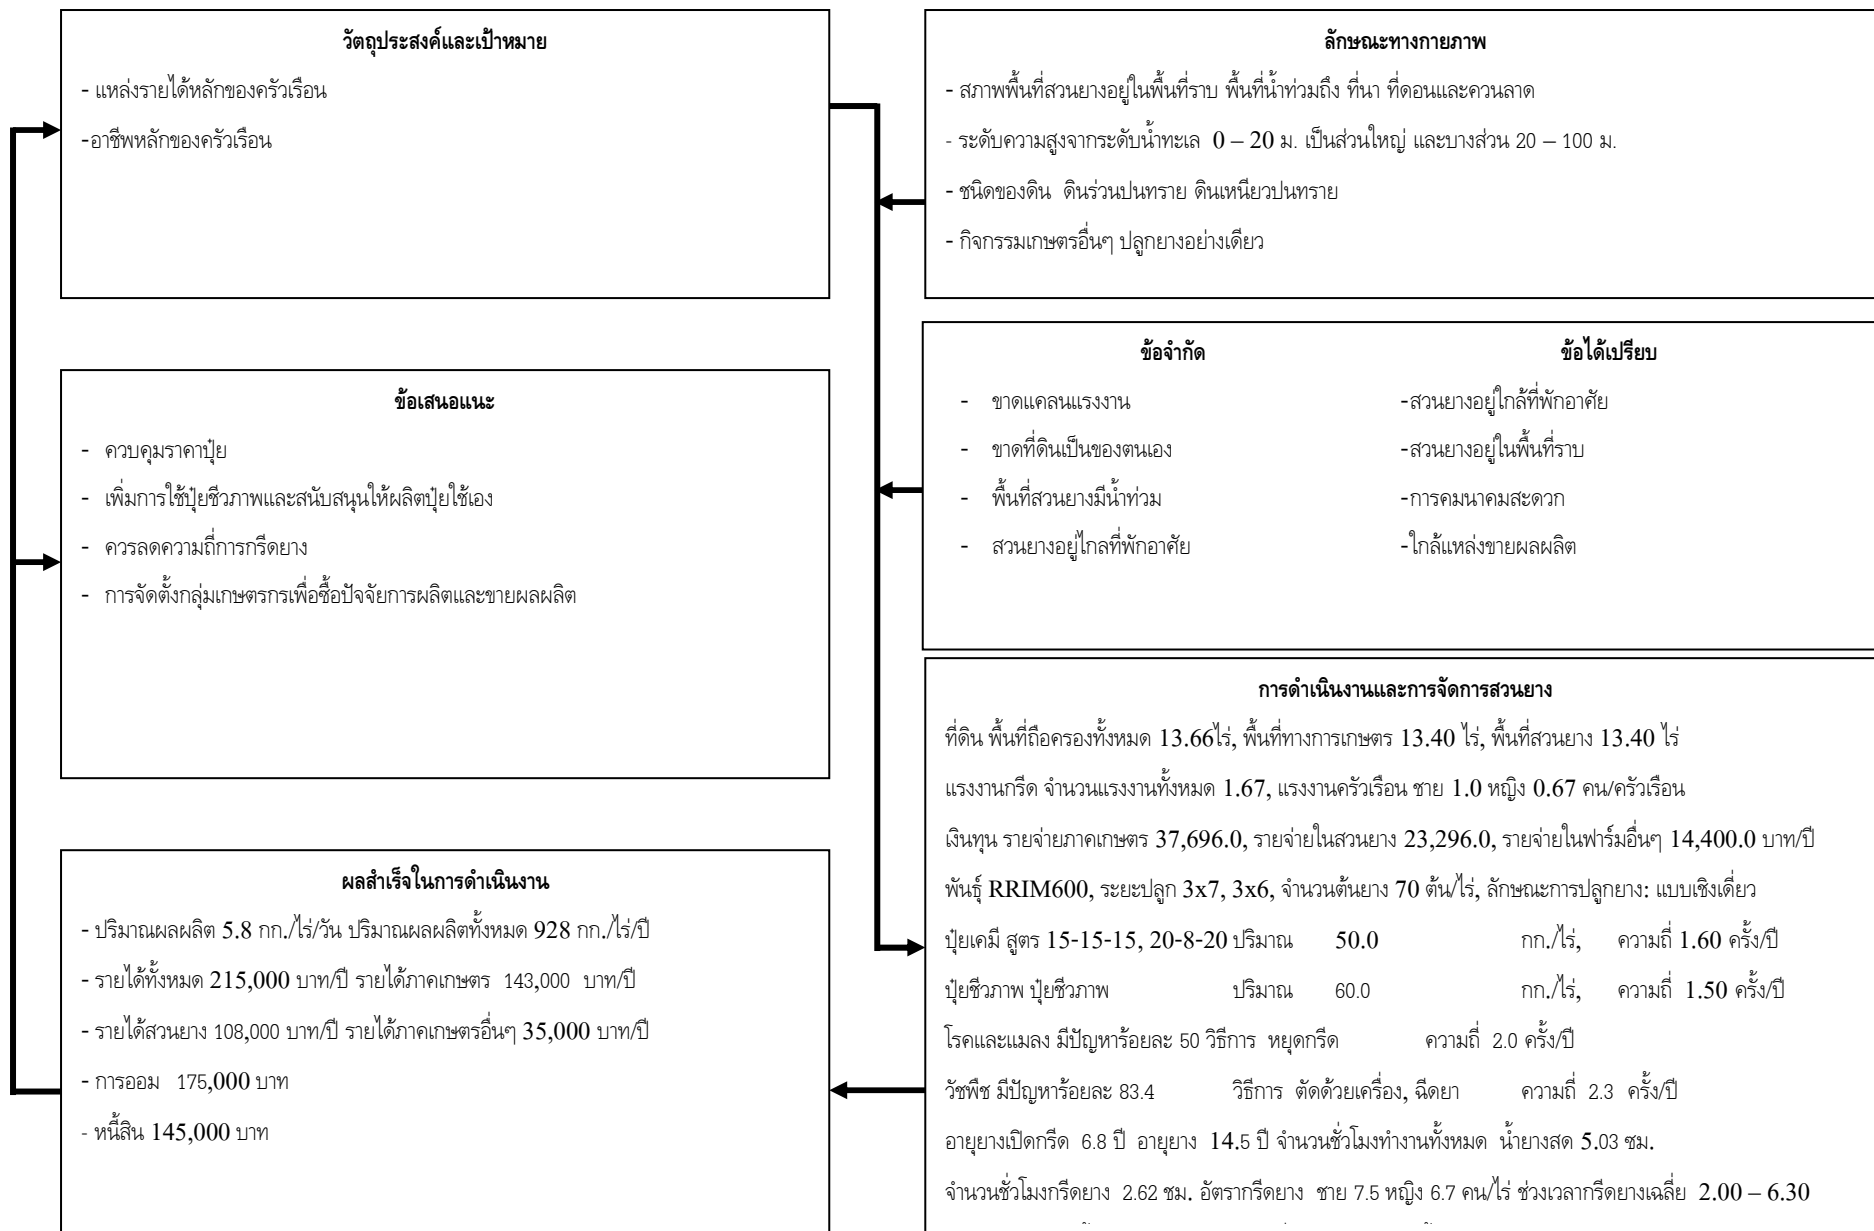 วัตถุประสงค์และเป้าหมาย
- แหล่งรายได้หลักของครัวเรือน
-อาชีพหลักของครัวเรือน
ลักษณะทางกายภาพ
- สภาพพื้นที่สวนยางอยู่ในพื้นที่ราบ พื้นที่น้ำท่วมถึง ที่นา ที่ดอนและควนลาด
- ระดับความสูงจากระดับน้ำทะเล 0 – 20 ม. เป็นส่วนใหญ่ และบางส่วน 20 – 100 ม.
- ชนิดของดิน ดินร่วนปนทราย ดินเหนียวปนทราย
- กิจกรรมเกษตรอื่นๆ ปลูกยางอย่างเดียว
ข้อจำกัด
- ขาดแคลนแรงงาน
- ขาดที่ดินเป็นของตนเอง
- พื้นที่สวนยางมีน้ำท่วม
- สวนยางอยู่ไกลที่พักอาศัย
ข้อได้เปรียบ
-สวนยางอยู่ใกล้ที่พักอาศัย
-สวนยางอยู่ในพื้นที่ราบ
-การคมนาคมสะดวก
-ใกล้แหล่งขายผลผลิต
ข้อเสนอแนะ
- ควบคุมราคาปุ๋ย
- เพิ่มการใช้ปุ๋ยชีวภาพและสนับสนุนให้ผลิตปุ๋ยใช้เอง
- ควรลดความถี่การกรีดยาง
- การจัดตั้งกลุ่มเกษตรกรเพื่อซื้อปัจจัยการผลิตและขายผลผลิต
การดำเนินงานและการจัดการสวนยาง
ที่ดิน พื้นที่ถือครองทั้งหมด 13.66ไร่, พื้นที่ทางการเกษตร 13.40 ไร่, พื้นที่สวนยาง 13.40 ไร่
แรงงานกรีด จำนวนแรงงานทั้งหมด 1.67, แรงงานครัวเรือน ชาย 1.0 หญิง 0.67 คน/ครัวเรือน
เงินทุน รายจ่ายภาคเกษตร 37,696.0, รายจ่ายในสวนยาง 23,296.0, รายจ่ายในฟาร์มอื่นๆ 14,400.0 บาท/ปี
พันธุ์ RRIM600, ระยะปลูก 3x7, 3x6, จำนวนต้นยาง 70 ต้น/ไร่, ลักษณะการปลูกยาง: แบบเชิงเดี่ยว
ปุ๋ยเคมี สูตร 15-15-15, 20-8-20 ปริมาณ 50.0 กก./ไร่, ความถี่ 1.60 ครั้ง/ปี
ปุ๋ยชีวภาพ ปุ๋ยชีวภาพ ปริมาณ 60.0 กก./ไร่, ความถี่ 1.50 ครั้ง/ปี
โรคและแมลง มีปัญหาร้อยละ 50 วิธีการ หยุดกรีด ความถี่ 2.0 ครั้ง/ปี
วัชพืช มีปัญหาร้อยละ 83.4 วิธีการ ตัดด้วยเครื่อง, ฉีดยา ความถี่ 2.3 ครั้ง/ปี
อายุยางเปิดกรีด 6.8 ปี อายุยาง 14.5 ปี จำนวนชั่วโมงทำงานทั้งหมด น้ำยางสด 5.03 ชม.
จำนวนชั่วโมงกรีดยาง 2.62 ชม. อัตรากรีดยาง ชาย 7.5 หญิง 6.7 คน/ไร่ ช่วงเวลากรีดยางเฉลี่ย 2.00 – 6.30
ผลสำเร็จในการดำเนินงาน
- ปริมาณผลผลิต 5.8 กก./ไร่/วัน ปริมาณผลผลิตทั้งหมด 928 กก./ไร่/ปี
- รายได้ทั้งหมด 215,000 บาท/ปี รายได้ภาคเกษตร 143,000 บาท/ปี
- รายได้สวนยาง 108,000 บาท/ปี รายได้ภาคเกษตรอื่นๆ 35,000 บาท/ปี
- การออม 175,000 บาท
- หนี้สิน 145,000 บาท